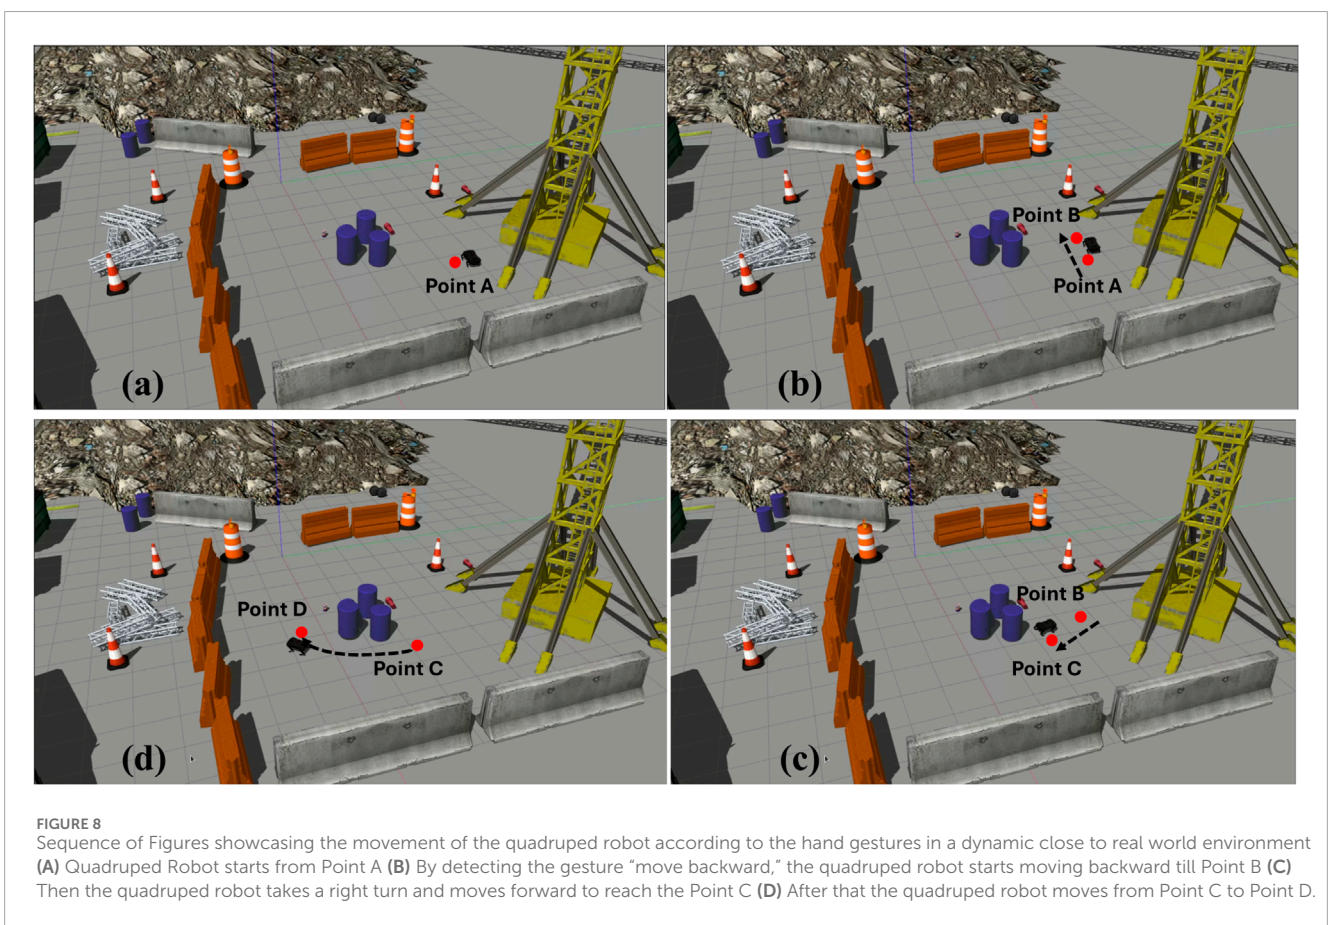 Point A
(a)
Point B
Point A
(b)
Point D
Point C
(d)
Point B
Point C
(c)
FIGURE 8
Sequence of Figures showcasing the movement of the quadruped robot according to the hand gestures in a dynamic close to real world environment
(A) Quadruped Robot starts from Point A (B) By detecting the gesture “move backward,” the quadruped robot starts moving backward till Point B (C)
Then the quadruped robot takes a right turn and moves forward to reach the Point C (D) After that the quadruped robot moves from Point C to Point D.